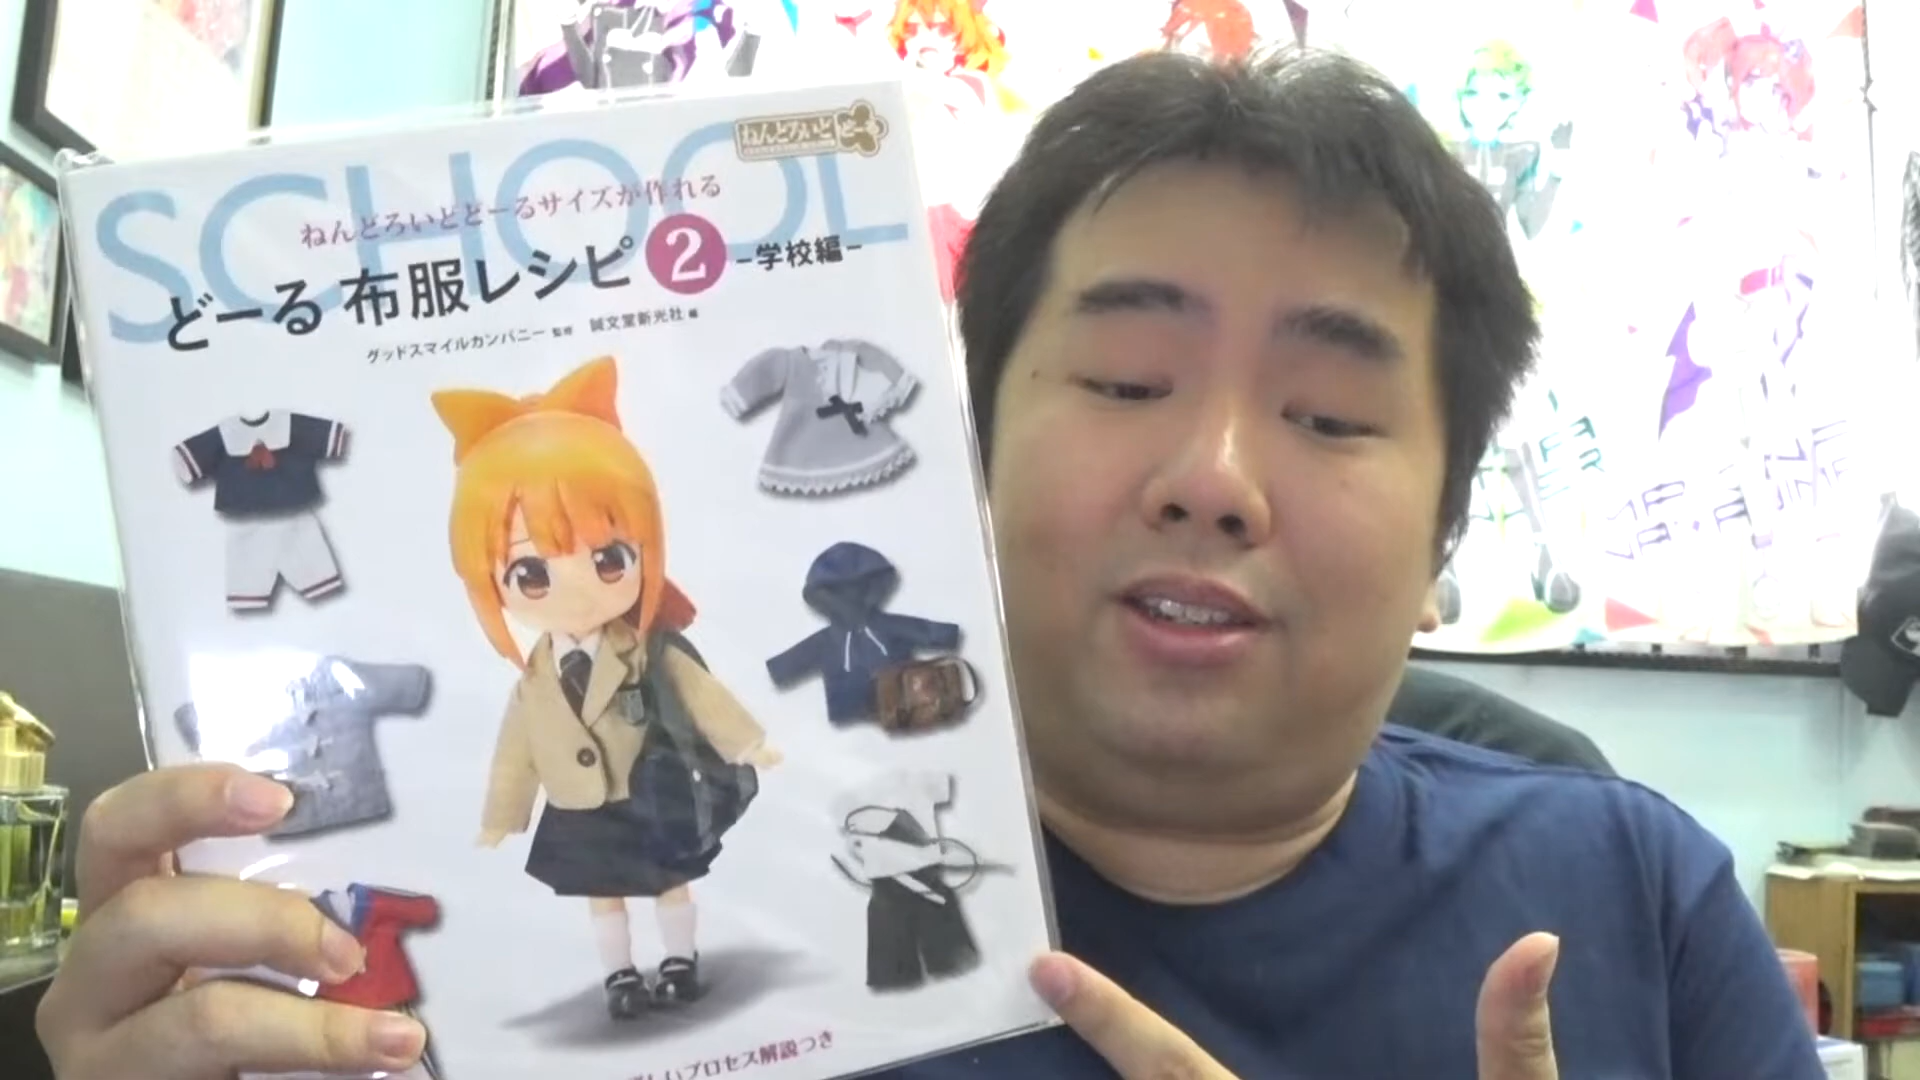 SCHOOL
ねんどろいどどーる
ねんどろいどどーるサイズが作れる
どーる 布服レシピ 2 -学校編-
グッドスマイルカンパニー 監修 誠文堂新光社 編
しいプロセス解説つき